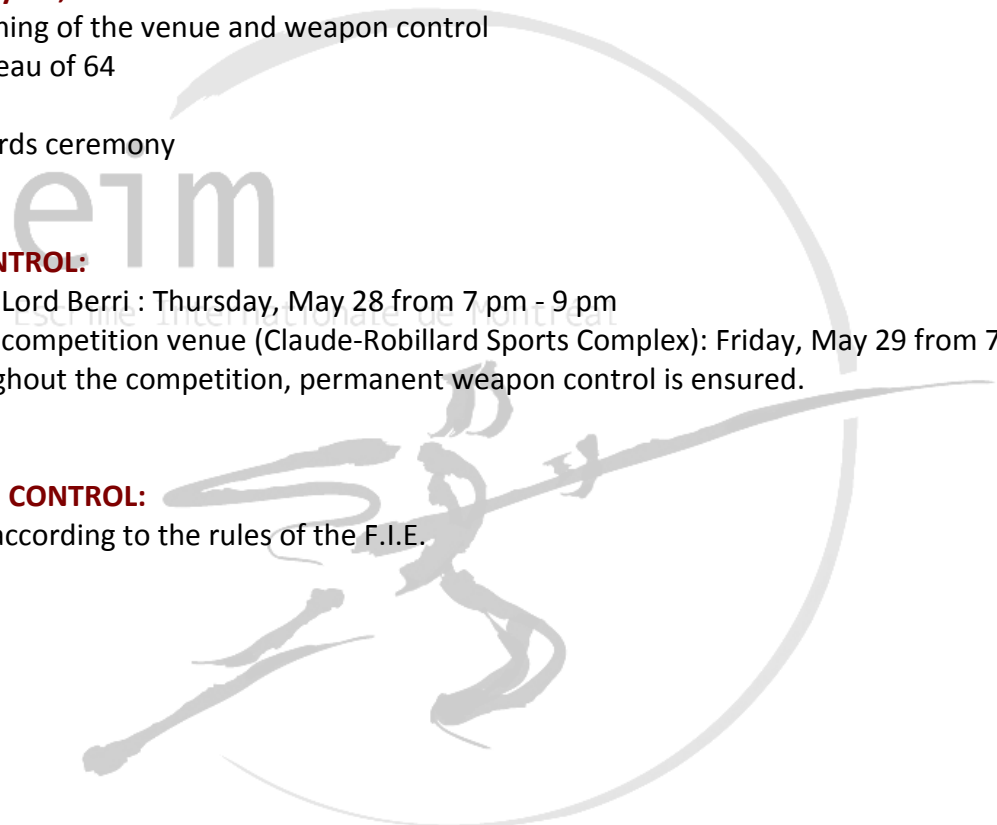 ning of the venue and weapon control
eau of 64
rds ceremony
eim
NTROL:
Lord Berri : Thursday, May 28 from 7 pm - 9 pm
Escrime Internationale de Montréal
competition venue (Claude-Robillard Sports Complex): Friday, May 29 from 7
ghout the competition, permanent weapon control is ensured.
CONTROL:
according to the rules of the F.I.E.